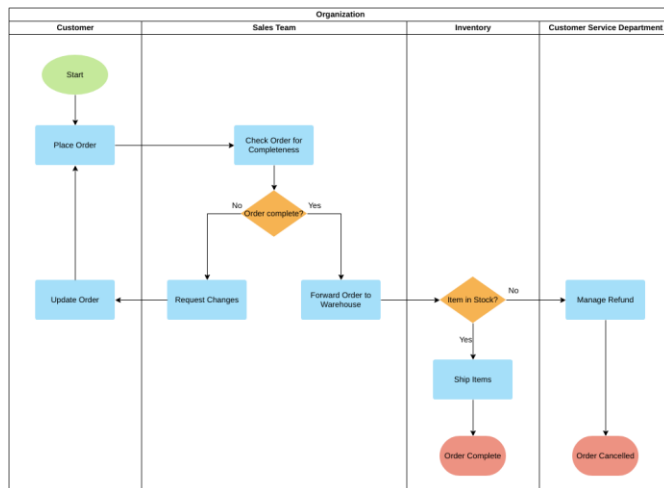 Organization
Customer
Sales Team
Inventory
Customer Service Department
Start
Place Order
Check Order for
Completeness
No
Order complete?
Yes
Update Order
Request Changes
Forward Order to
Warehouse
Item in Stock?
No
Manage Refund
Yes
Ship Items
Order Complete
Order Cancelled